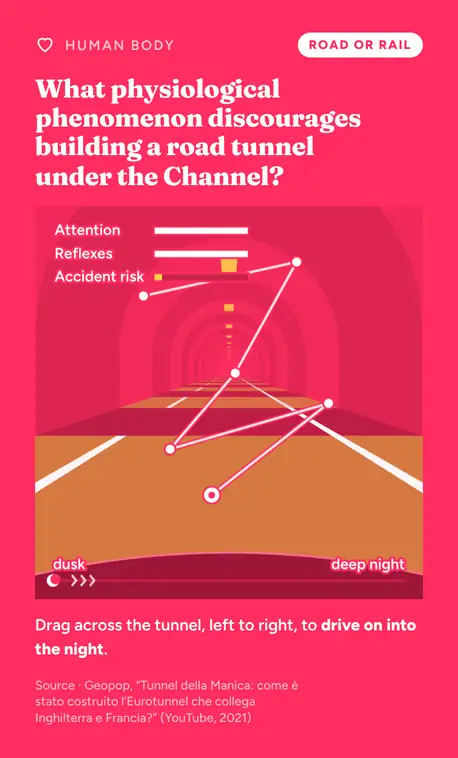 HUMAN BODY
ROAD OR RAIL
What physiological
phenomenon discourages
building a road tunnel
under the Channel?
Attention
Reflexes
Accident risk
dusk
deep night
Drag across the tunnel, left to right, to drive on into
the night.
Source · Geopop, “Tunnel della Manica: come è
stato costruito l’Eurotunnel che collega
Inghilterra e Francia?” (YouTube, 2021)